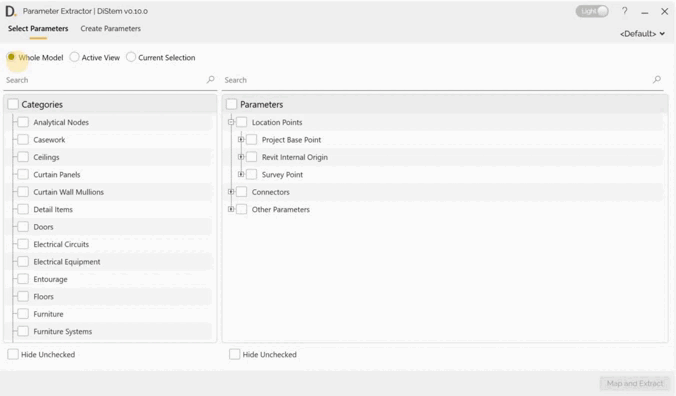 D. Parameter Extractor | DiStem v0.10.0 Light ?
Select Parameters Create Parameters
<Default>
Whole Model Active View Current Selection
Search Search
Categories Parameters
Analytical Nodes Location Points
Casework Project Base Point
Ceilings Revit Internal Origin
Curtain Panels Survey Point
Curtain Wall Mullions Connectors
Detail Items Other Parameters
Doors
Electrical Circuits
Electrical Equipment
Entourage
Floors
Furniture
Furniture Systems
Hide Unchecked Hide Unchecked
Map and Extract